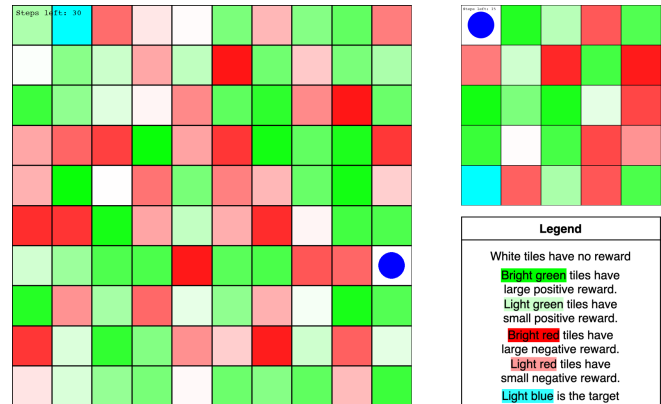 Steps left: 30
Steps left: 15
Legend
White tiles have no reward
Bright green tiles have
large positive reward.
Light green tiles have
small positive reward.
Bright red tiles have
large negative reward.
Light red tiles have
small negative reward.
Light blue is the target